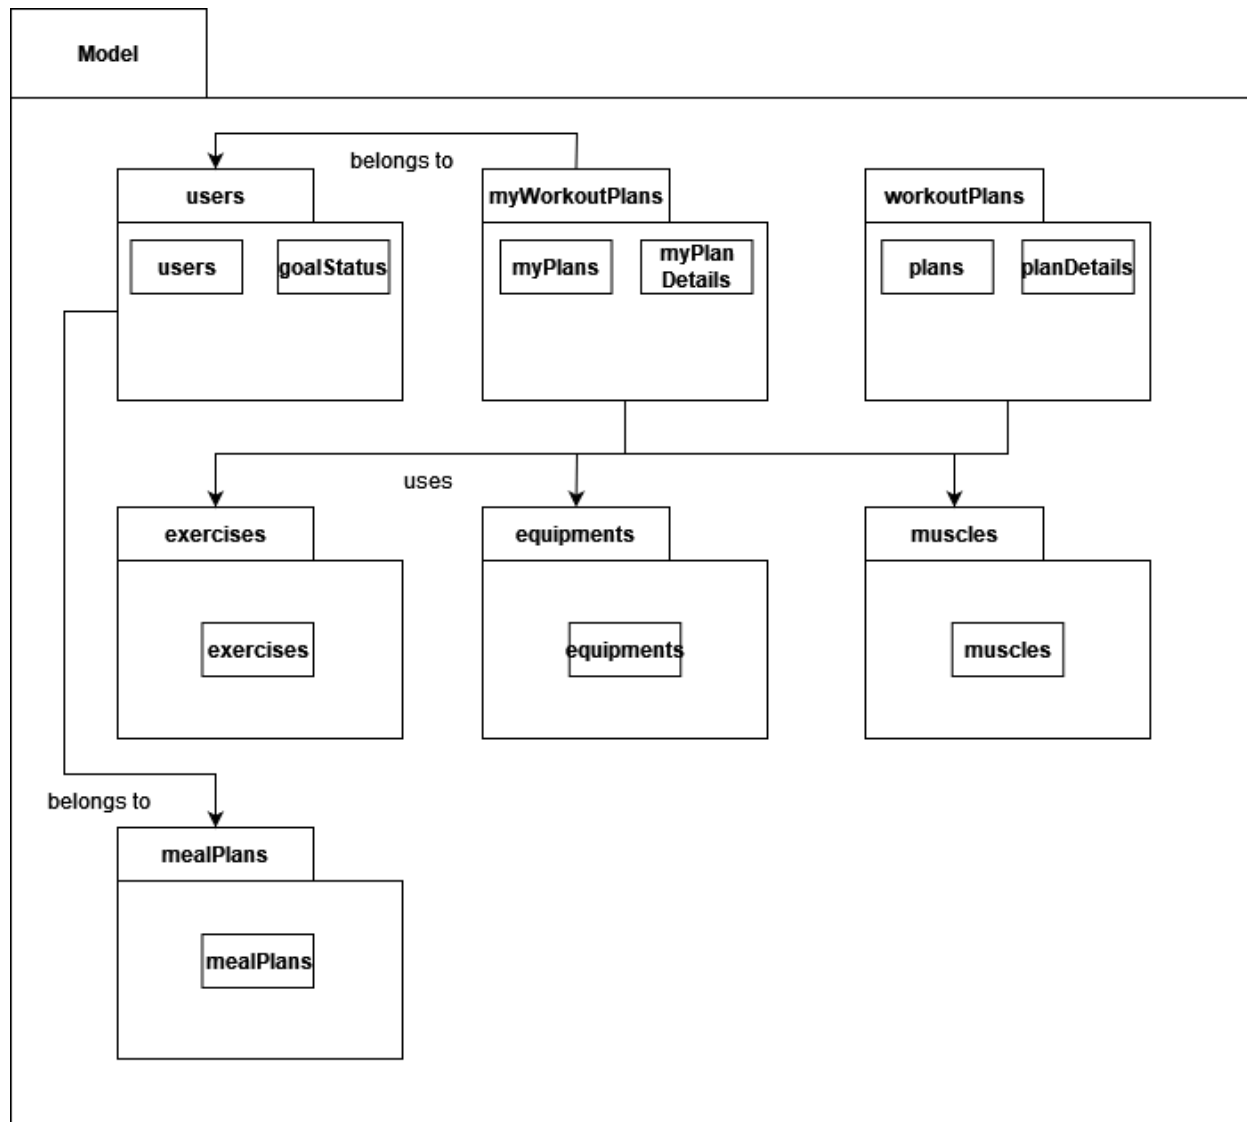 Model
belongs to
users
myWorkoutPlans
workoutPlans
users
goalStatus
myPlans
myPlan
Details
plans
planDetails
uses
exercises
equipments
muscles
exercises
equipments
muscles
belongs to
mealPlans
mealPlans